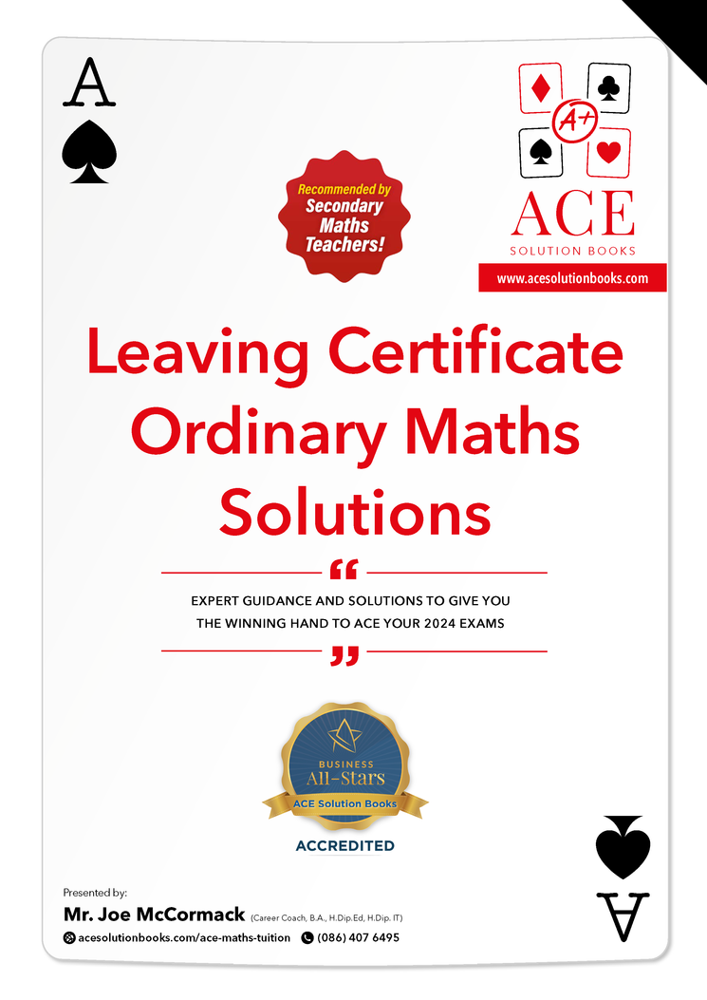 A
A+
ACE
SOLUTION BOOKS
www.acesolutionbooks.com
Recommended by
Secondary
Maths
Teachers!
Leaving Certificate
Ordinary Maths
Solutions
“
EXPERT GUIDANCE AND SOLUTIONS TO GIVE YOU
THE WINNING HAND TO ACE YOUR 2024 EXAMS
”
BUSINESS
All-Stars
ACE Solution Books
ACCREDITED
Presented by:
Mr. Joe McCormack (Career Coach, B.A., H.Dip.Ed, H.Dip. IT)
acesolutionbooks.com/ace-maths-tuition (086) 407 6495
A